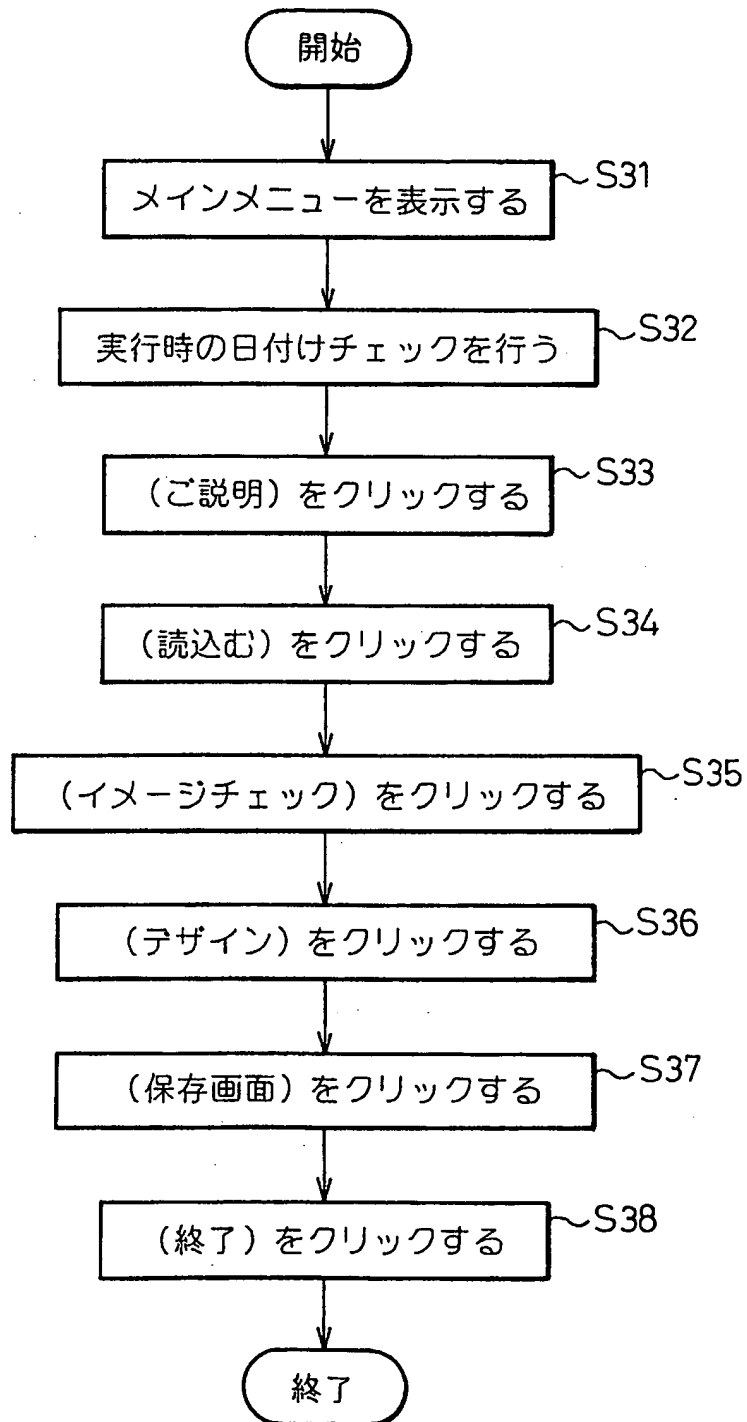 開始
メインメニューを表示する
S31
実行時の日付けチェックを行う
S32
(ご説明)をクリックする
S33
(読込む)をクリックする
S34
(イメージチェック)をクリックする
S35
(デザイン)をクリックする
S36
(保存画面)をクリックする
S37
(終了)をクリックする
S38
終了